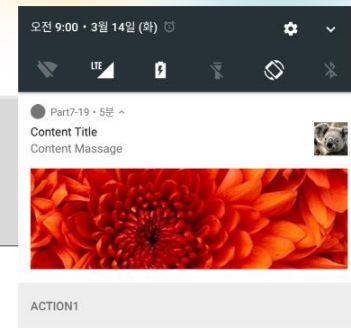 오전 9:00 • 3월 14일 (화)
LTE
Part7-19 • 5분
Content Title
Content Massage
ACTION1